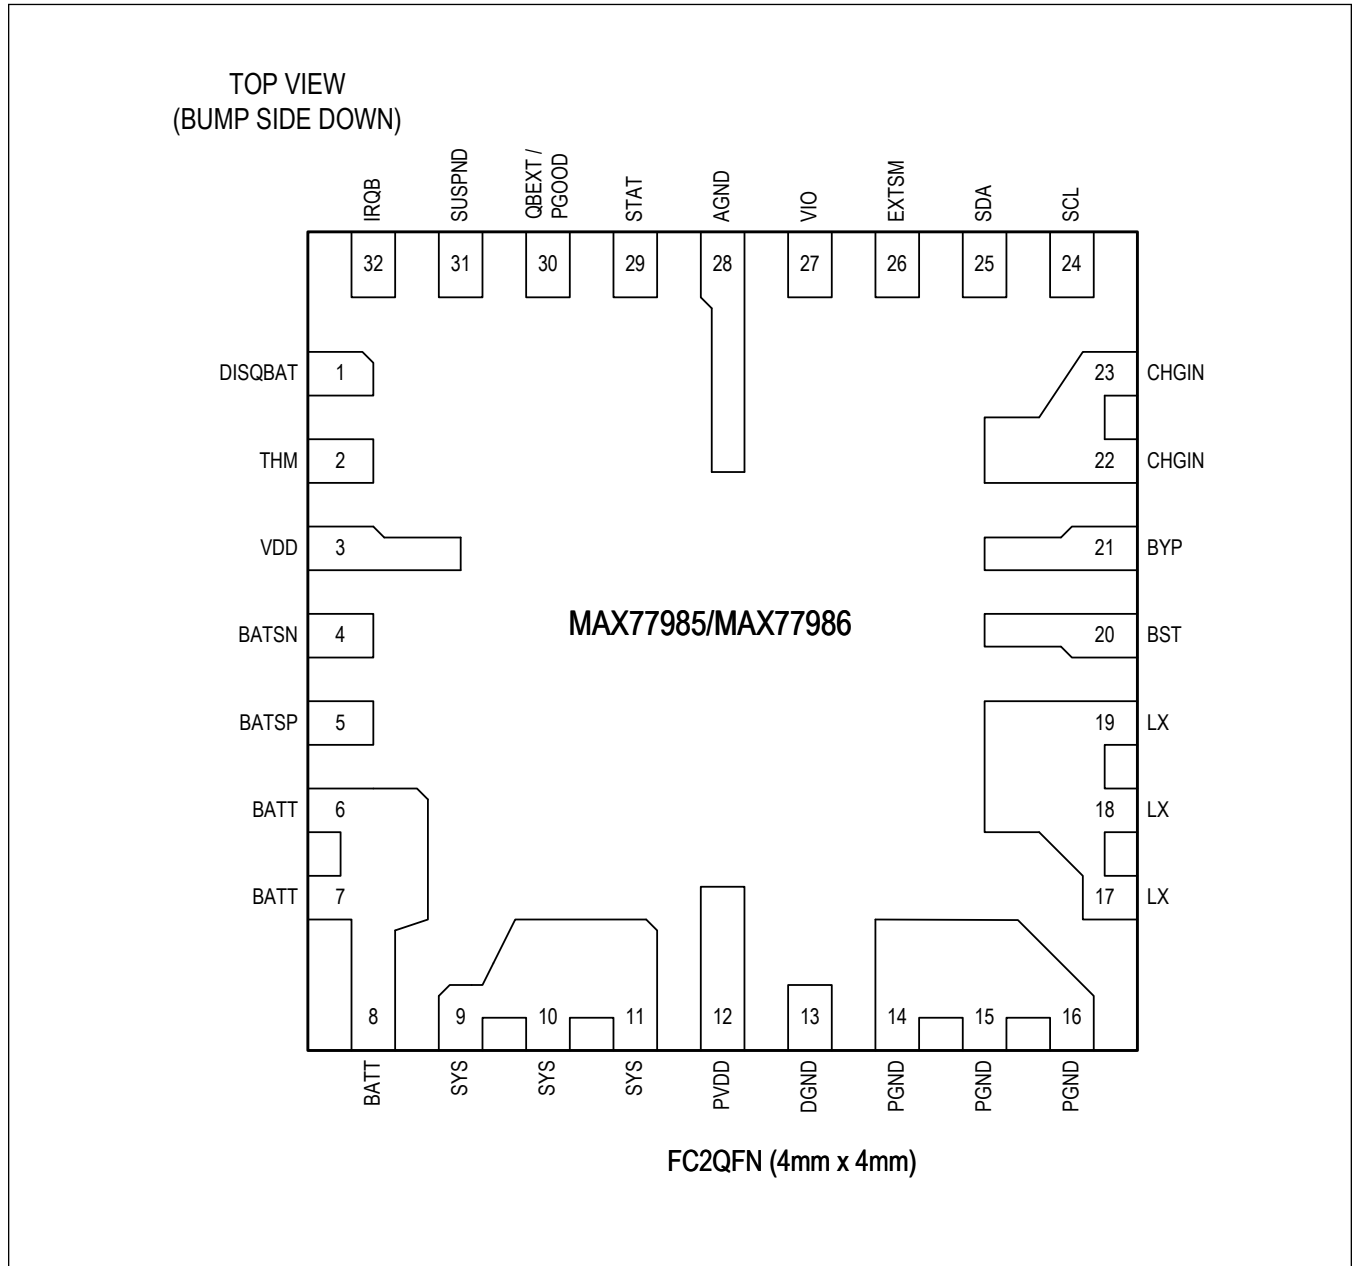 TOP VIEW
(BUMP SIDE DOWN)
IRQB
SUSPND
QBEXT /
PGOOD
STAT
AGND
VIO
EXTSM
SDA
SCL
32
31
30
29
28
27
26
25
24
DISQBAT 1
23 CHGIN
THM 2
22 CHGIN
VDD 3
21 BYP
MAX77985/MAX77986
BATSN 4
20 BST
BATSP 5
19 LX
BATT 6
18 LX
BATT 7
17 LX
8
9
10
11
12
13
14
15
16
BATT
SYS
SYS
SYS
PVDD
DGND
PGND
PGND
PGND
FC2QFN (4mm x 4mm)